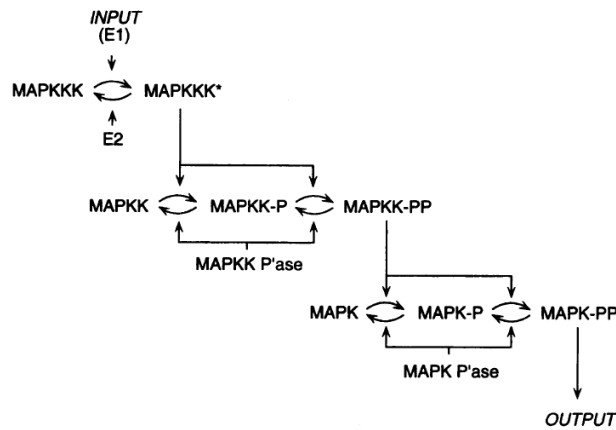 INPUT
(E1)
MAPKKK MAPKKK*
E2
MAPKK MAPKK-P MAPKK-PP
MAPKK P'ase
MAPK MAPK-P MAPK-PP
MAPK P'ase
OUTPUT